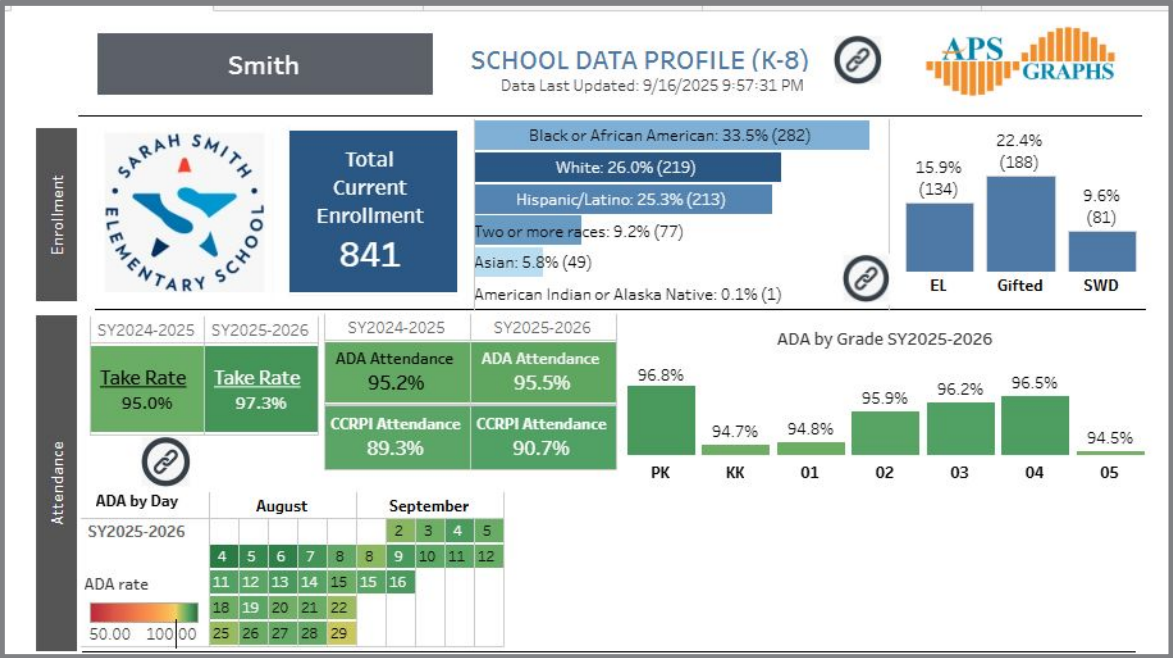 Smith
SCHOOL DATA PROFILE (K-8)
Data Last Updated: 9/16/2025 9:57:31 PM
APS
GRAPHS
Enrollment
SARAH SMITH
ELEMENTARY SCHOOL
Total
Current
Enrollment
841
Black or African American: 33.5% (282)
White: 26.0% (219)
Hispanic/Latino: 25.3% (213)
Two or more races: 9.2% (77)
Asian: 5.8% (49)
American Indian or Alaska Native: 0.1% (1)
15.9%
(134)
22.4%
(188)
9.6%
(81)
EL Gifted SWD
Attendance
SY2024-2025 SY2025-2026
Take Rate Take Rate
95.0% 97.3%
SY2024-2025 SY2025-2026
ADA Attendance ADA Attendance
95.2% 95.5%
CCRPI Attendance CCRPI Attendance
89.3% 90.7%
ADA by Grade SY2025-2026
96.8% 94.7% 94.8% 95.9% 96.2% 96.5% 94.5%
PK KK 01 02 03 04 05
ADA by Day August September
SY2025-2026 2 3 4 5
4 5 6 7 8 8 9 10 11 12
11 12 13 14 15 15 16
18 19 20 21 22
25 26 27 28 29
ADA rate
50.00 100.00